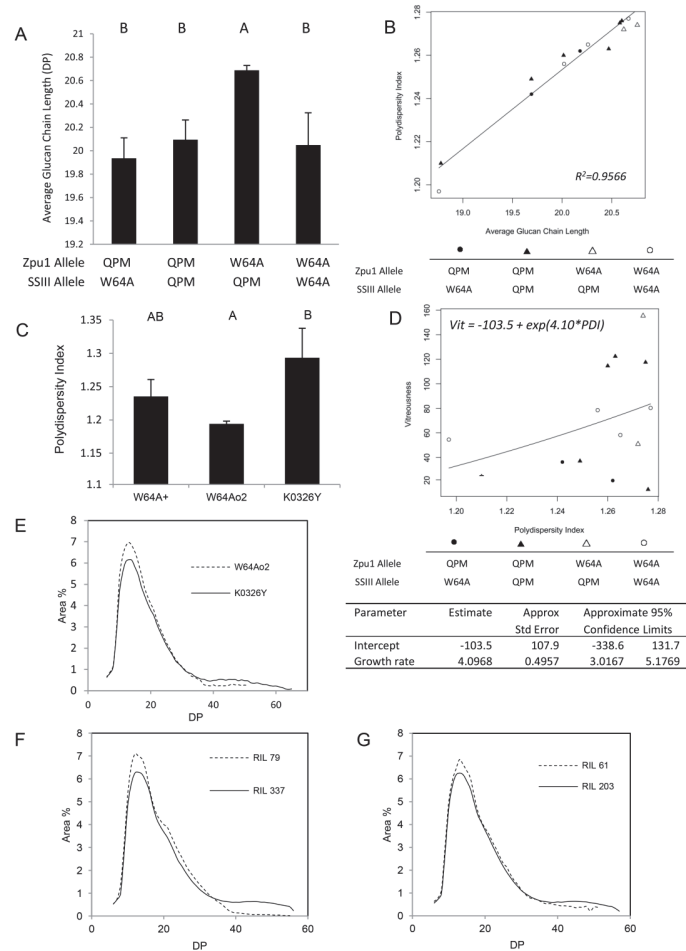 A
B B A B
Average Glucan Chain Length (DP)
21
20.8
20.6
20.4
20.2
20
19.8
19.6
19.4
19.2
Zpu1 Allele QPM QPM W64A W64A
SSIII Allele W64A QPM QPM W64A
B
Polydispersity Index
1.28
1.26
1.24
1.22
1.20
R²=0.9566
19.0 19.5 20.0 20.5
Average Glucan Chain Length
Zpu1 Allele QPM QPM W64A W64A
SSIII Allele W64A QPM QPM W64A
C
AB A B
Polydispersity Index
1.35
1.3
1.25
1.2
1.15
1.1
W64A+ W64Ao2 K0326Y
D
Vit = -103.5 + exp(4.10*PDI)
Vitreousness
160
140
120
100
80
60
40
20
1.20 1.22 1.24 1.26 1.28
Polydispersity Index
Zpu1 Allele QPM QPM W64A W64A
SSIII Allele W64A QPM QPM W64A
Parameter Estimate Approx Approximate 95%
Std Error Confidence Limits
Intercept -103.5 107.9 -338.6 131.7
Growth rate 4.0968 0.4957 3.0167 5.1769
E
Area %
8
7
6
5
4
3
2
1
0
W64Ao2
K0326Y
0 20 40 60
DP
F
Area %
8
7
6
5
4
3
2
1
0
RIL 79
RIL 337
0 20 40 60
DP
G
Area %
8
7
6
5
4
3
2
1
0
RIL 61
RIL 203
0 20 40 60
DP